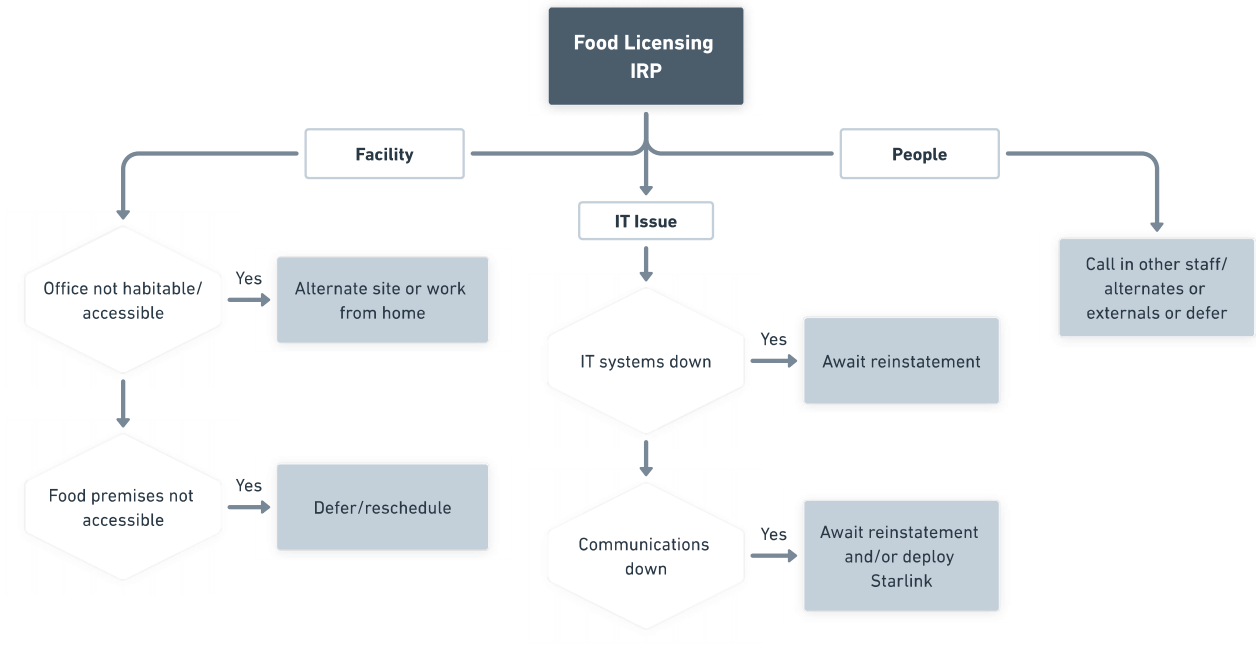 Food Licensing
IRP
Facility
People
IT Issue
Office not habitable/
accessible
Yes
Alternate site or work
from home
Call in other staff/
alternates or
externals or defer
IT systems down
Yes
Await reinstatement
Food premises not
accessible
Yes
Defer/reschedule
Communications
down
Yes
Await reinstatement
and/or deploy
Starlink